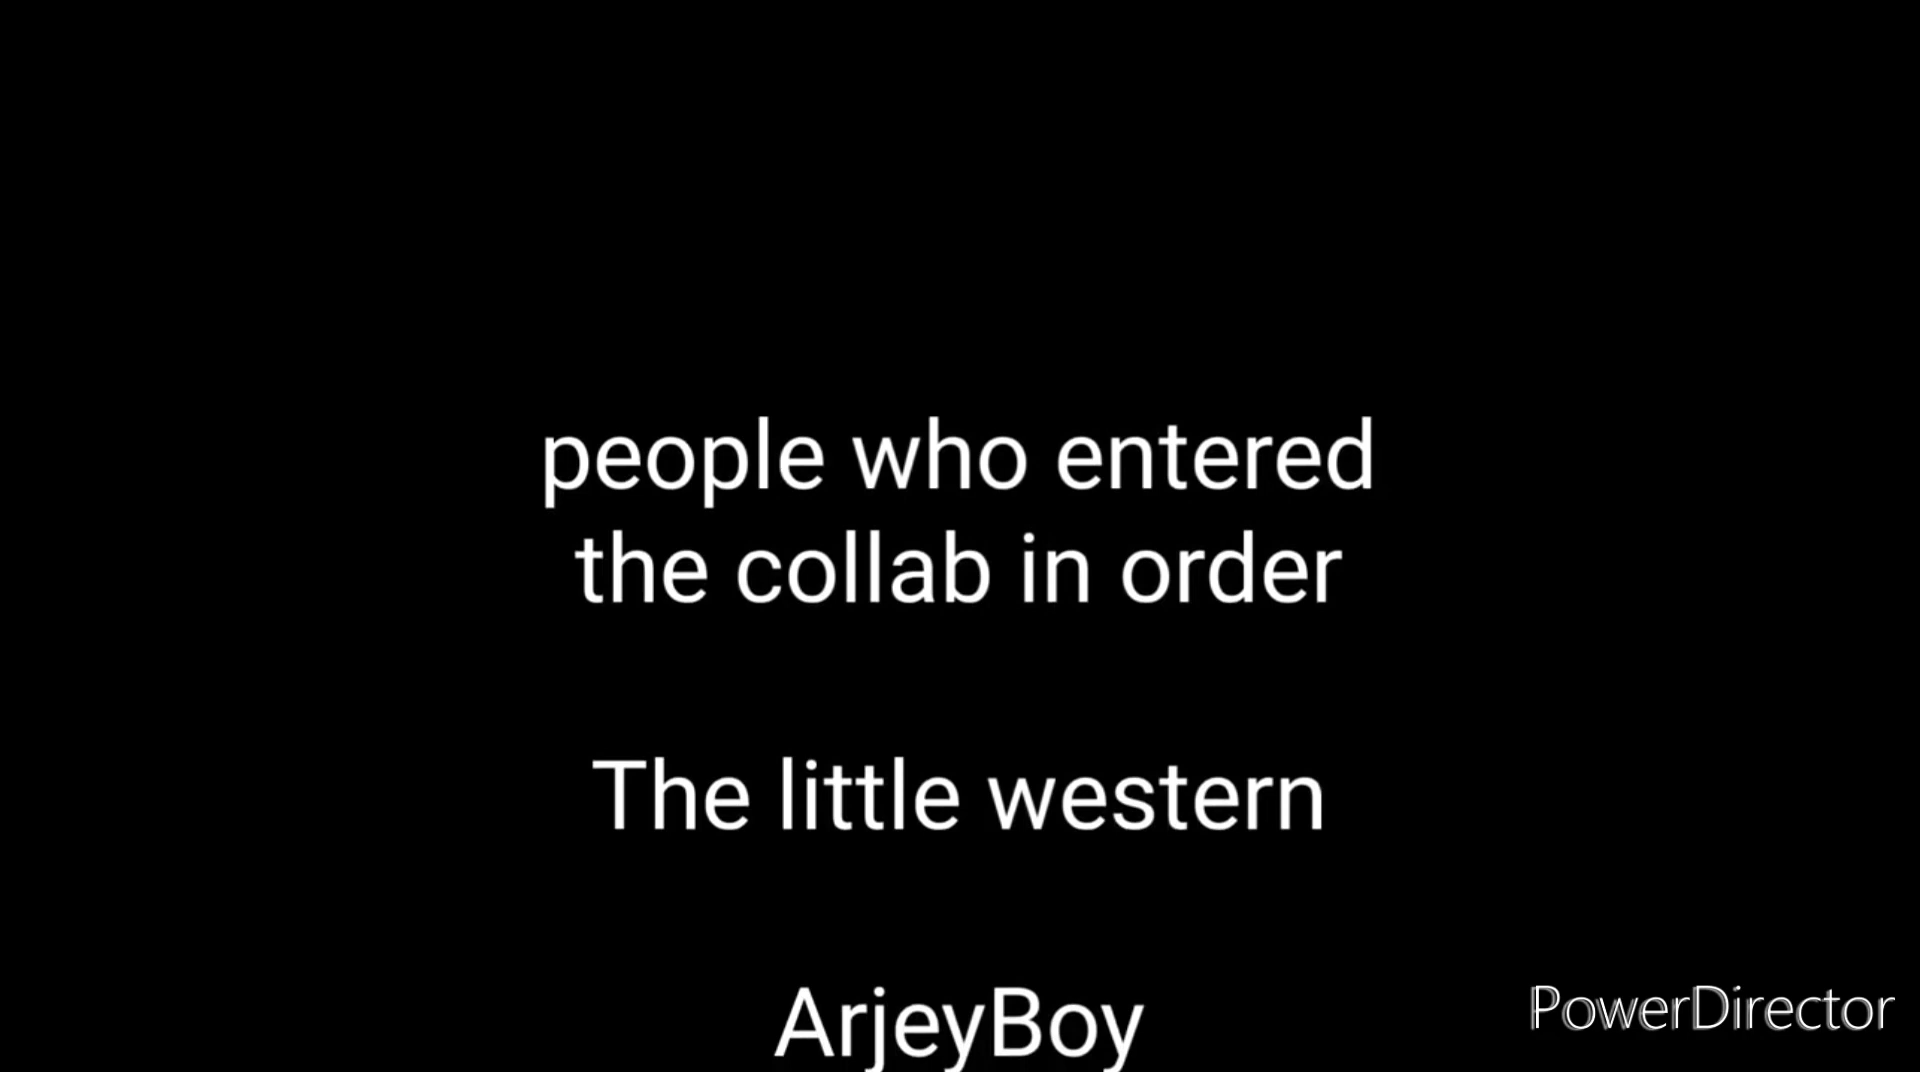 people who entered
the collab in order
The little western
ArjeyBoy
PowerDirector